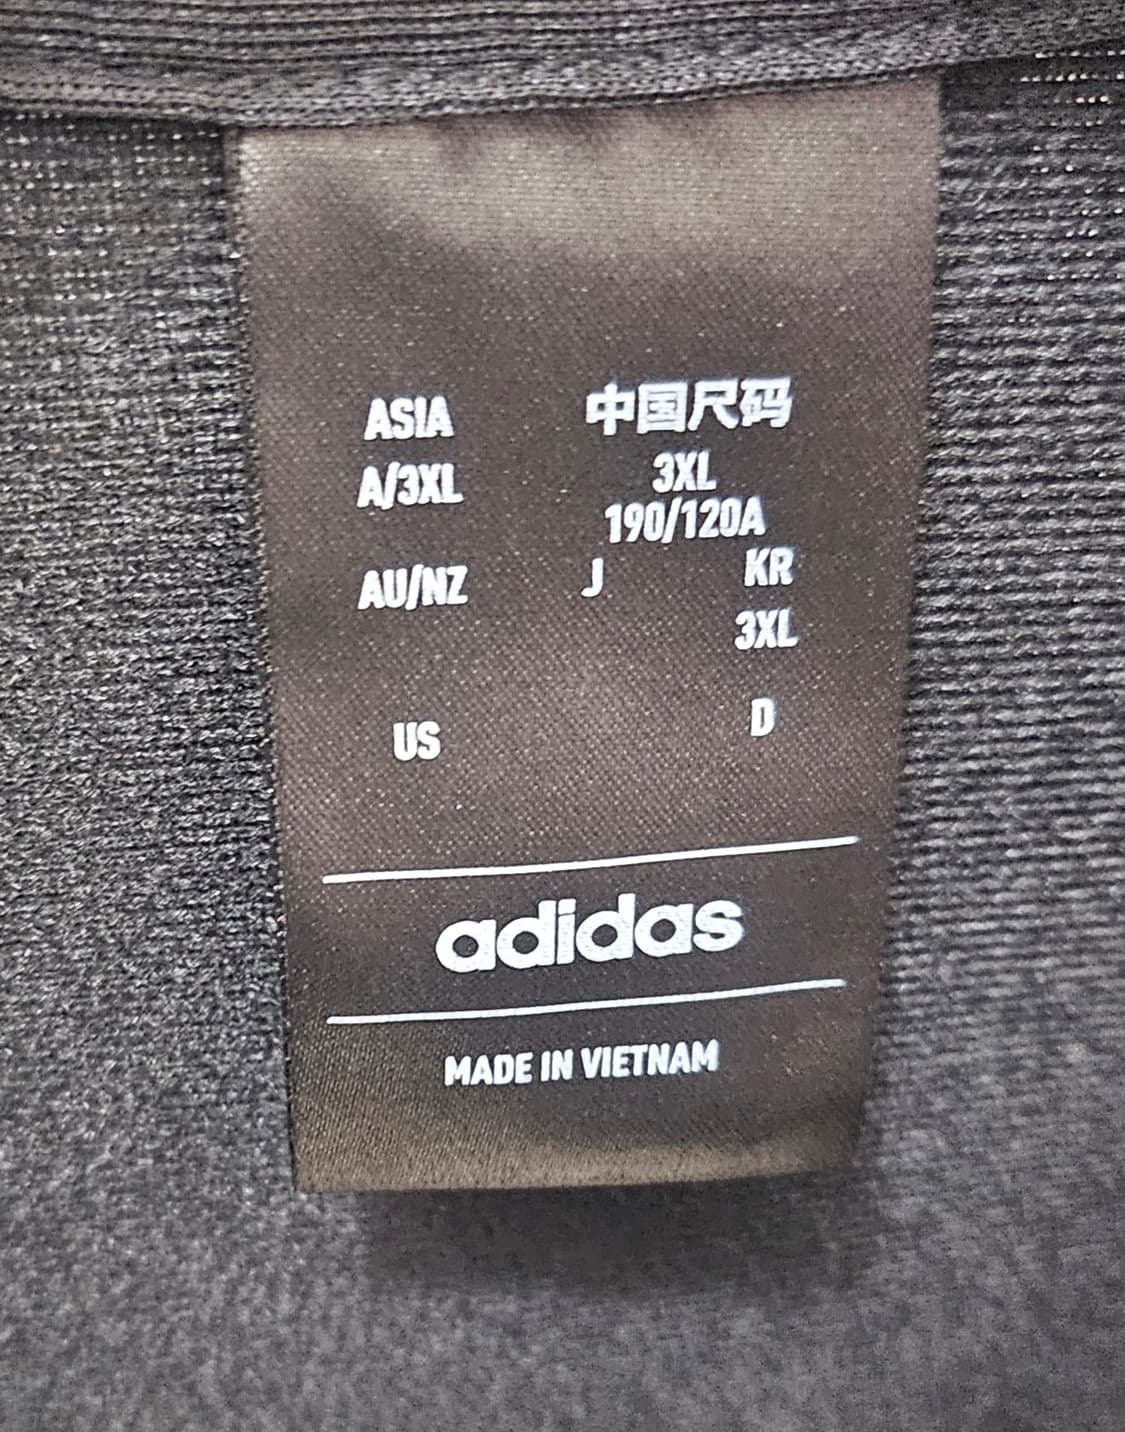 ASIA 中国尺码
A/3XL 3XL
190/120A
AU/NZ J KR
3XL
US D
adidas
MADE IN VIETNAM